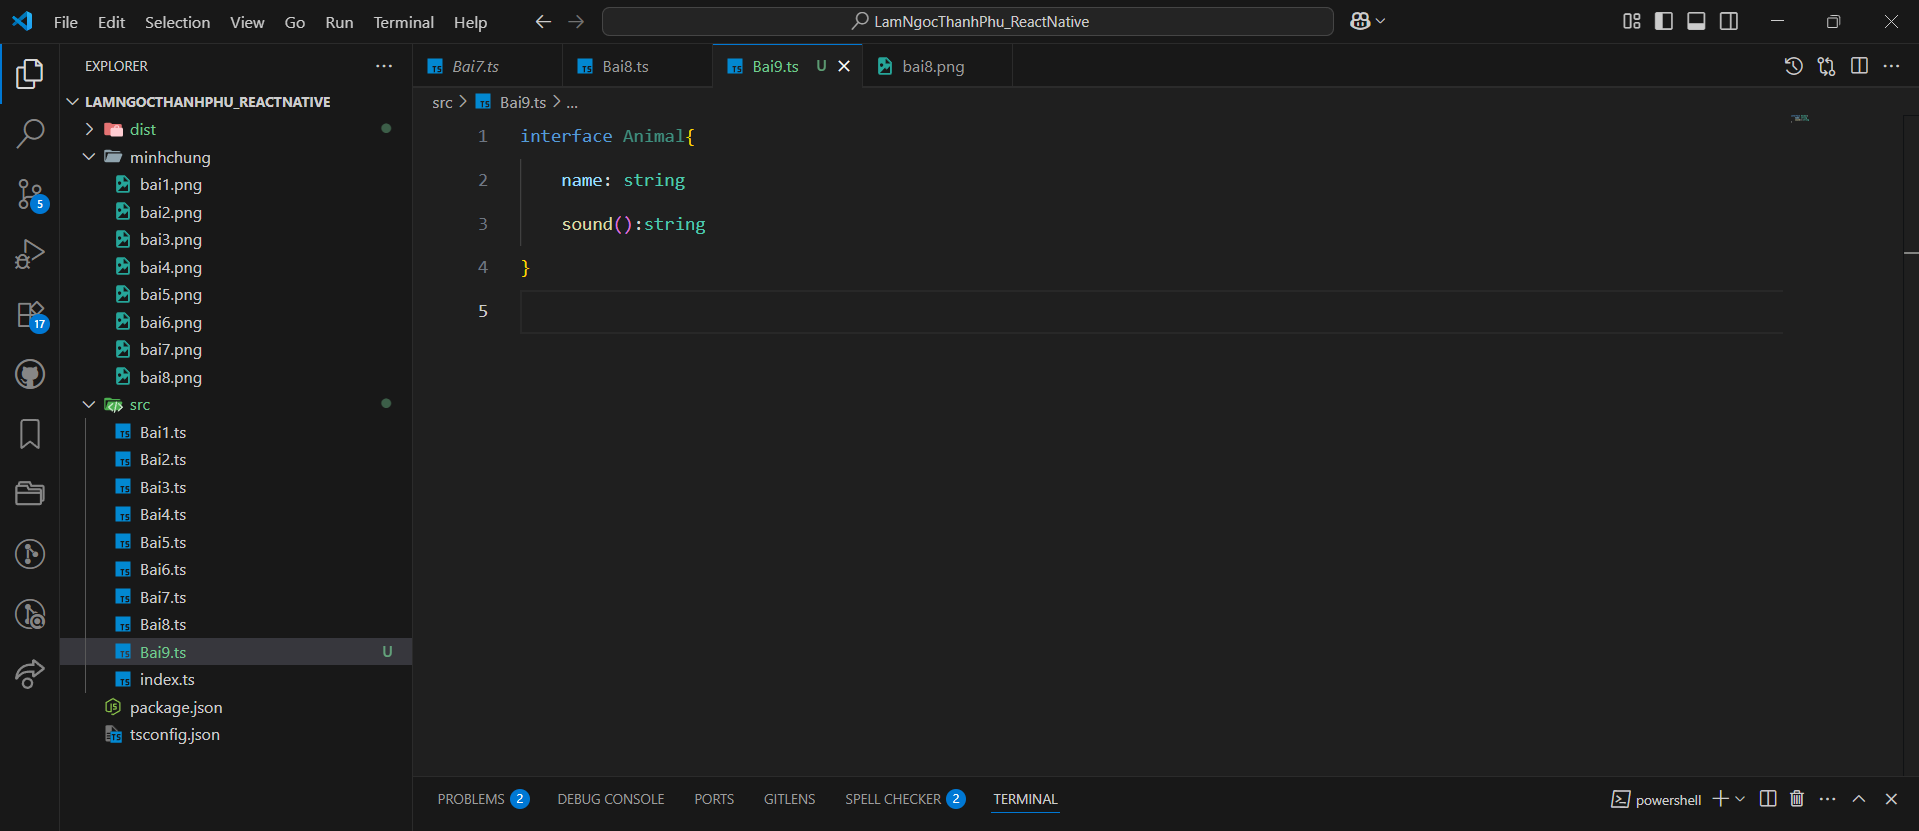 File Edit Selection View Go Run Terminal Help LamNgocThanhPhu_ReactNative
EXPLORER
LAMNGOCTHANHPHU_REACTNATIVE
dist
minhchung
bai1.png
bai2.png
bai3.png
bai4.png
bai5.png
bai6.png
bai7.png
bai8.png
src
Bai1.ts
Bai2.ts
Bai3.ts
Bai4.ts
Bai5.ts
Bai6.ts
Bai7.ts
Bai8.ts
Bai9.ts U
index.ts
package.json
tsconfig.json
5
17
Bai7.ts Bai8.ts Bai9.ts U bai8.png
src > Bai9.ts > ...
1 interface Animal{
2 name: string
3 sound():string
4 }
5
PROBLEMS 2 DEBUG CONSOLE PORTS GITLENS SPELL CHECKER 2 TERMINAL powershell